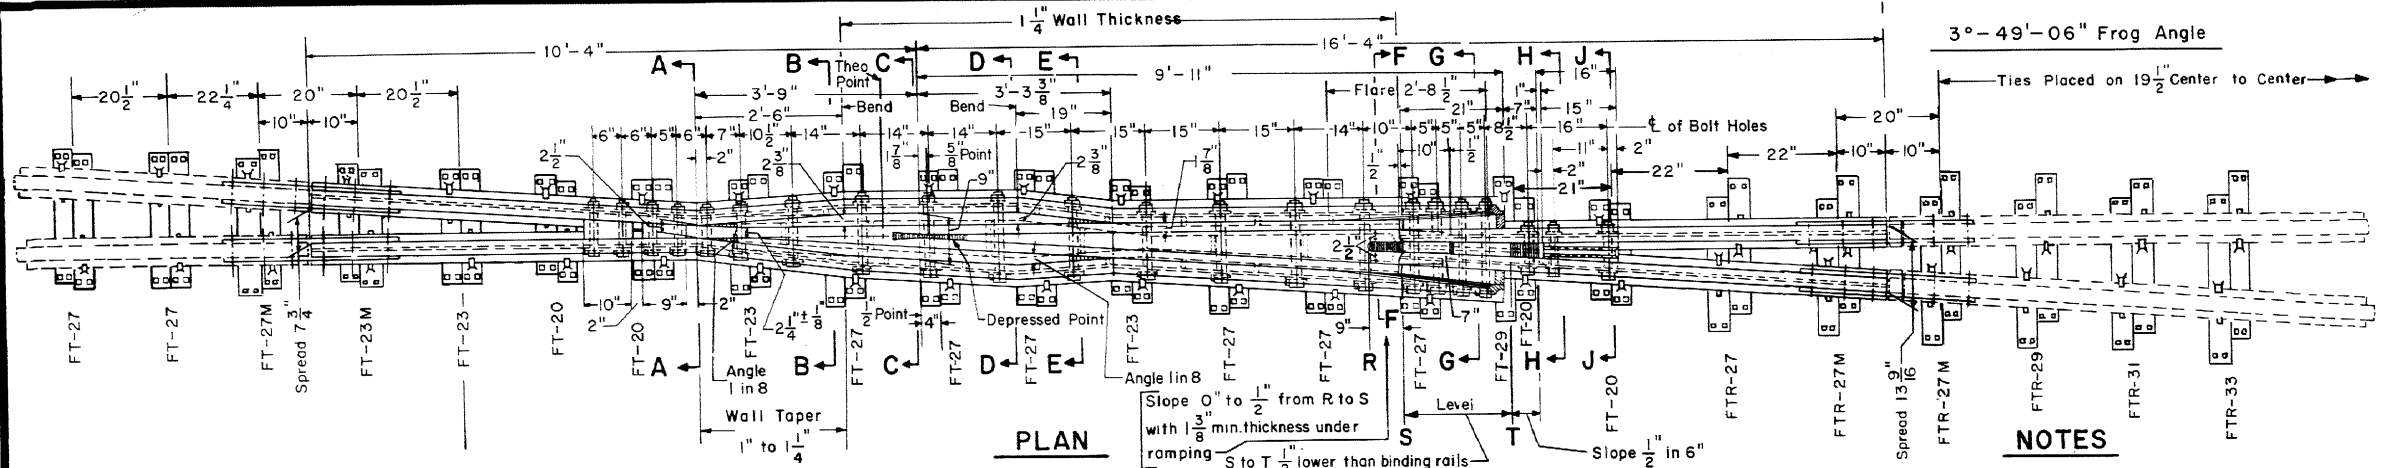 1 1/4" Wall Thickness
3°-49'-06" Frog Angle
10'-4"
16'-4"
A B Theo Point C D E F G H J
9'-11"
16"
Ties Placed on 19 1/2" Center to Center
20 1/2" 22 1/4" 20" 20 1/2"
3'-9" 3'-3 3/8" Flare 2'-8 1/2" 1"
2'-6" Bend Bend 19" 21" 7" 15"
10" 10"
20"
6" 6" 5" 6" 7" 10 1/2" 14" 14" 14" 15" 15" 15" 15" 14" 10" 5" 5" 5" 8 1/2" 16"
℄ of Bolt Holes
2 1/2" 2" 2 3/8" 1 7/8" 5/8" Point 2 3/8" 1 7/8" 1/2" 10" 1/2" 11" 2" 22" 10" 10"
9" 2" 22"
21"
2 1/2"
10" 9" 2" 1/2" Point
2" 2 1/4" ± 1/8" 4" Depressed Point 9" 7"
FT-27 FT-27 FT-27M Spread 7 3/4" FT-23M FT-23 FT-20 FT-20 FT-23 FT-27 FT-27 FT-27 FT-23 FT-27 FT-27 FT-27 FT-29 FT-20 FT-20 FTR-27 FTR-27M Spread 13 9/16" FTR-27M FTR-29 FTR-31 FTR-33
A B C D E R F G H J
Angle
1 in 8
Angle 1 in 8
Wall Taper
1" to 1 1/4"
PLAN
Slope 0" to 1/2" from R to S
with 1 3/8" min. thickness under
ramping
Level
S T
S to T 1/2" lower than binding rails
Slope 1/2" in 6"
NOTES